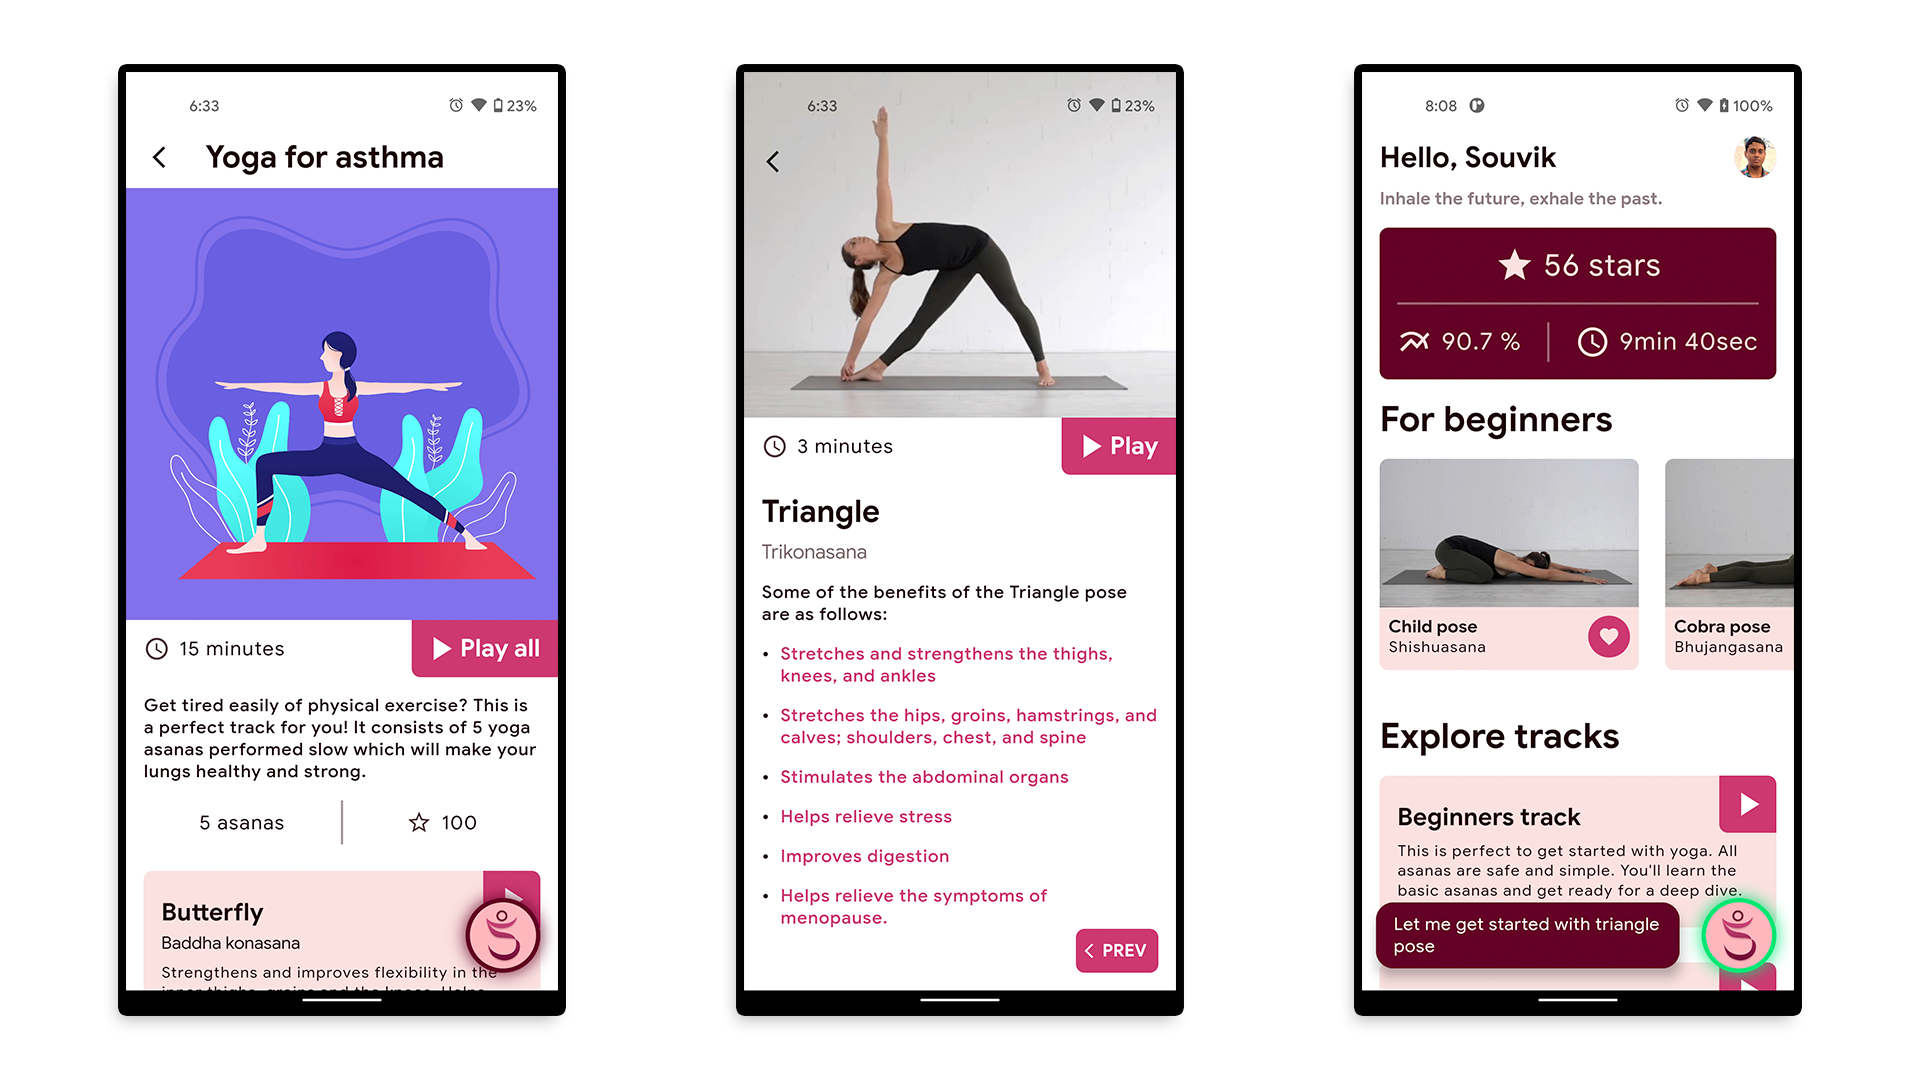 6:33
23%
Yoga for asthma
15 minutes
Play all
Get tired easily of physical exercise? This is
a perfect track for you! It consists of 5 yoga
asanas performed slow which will make your
lungs healthy and strong.
5 asanas
100
Butterfly
Baddha konasana
Strengthens and improves flexibility in the
6:33
23%
3 minutes
Play
Triangle
Trikonasana
Some of the benefits of the Triangle pose
are as follows:
• Stretches and strengthens the thighs,
knees, and ankles
• Stretches the hips, groins, hamstrings, and
calves; shoulders, chest, and spine
• Stimulates the abdominal organs
• Helps relieve stress
• Improves digestion
• Helps relieve the symptoms of
menopause.
PREV
8:08
100%
Hello, Souvik
Inhale the future, exhale the past.
56 stars
90.7 %
9min 40sec
For beginners
Child pose
Shishuasana
Cobra pose
Bhujangasana
Explore tracks
Beginners track
This is perfect to get started with yoga. All
asanas are safe and simple. You'll learn the
basic asanas and get ready for a deep dive.
Let me get started with triangle
pose